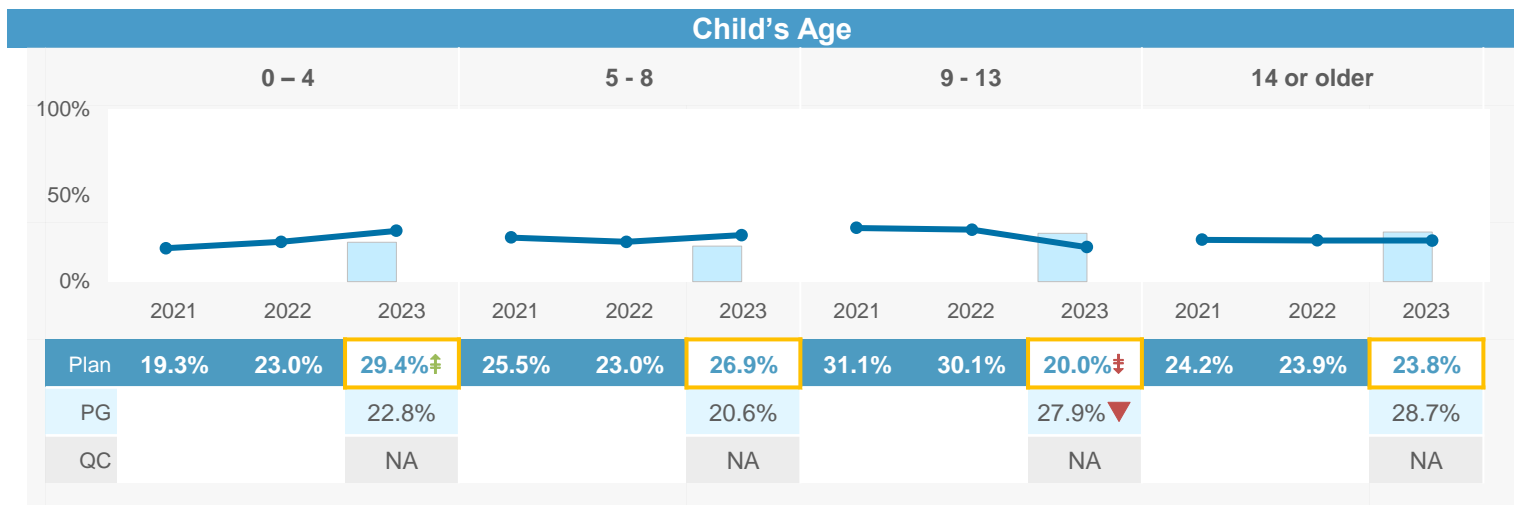 Child's Age
0 – 4 5 - 8 9 - 13 14 or older
100%
50%
0%
2021 2022 2023 2021 2022 2023 2021 2022 2023 2021 2022 2023
Plan 19.3% 23.0% 29.4%⯭ 25.5% 23.0% 26.9% 31.1% 30.1% 20.0%⯯ 24.2% 23.9% 23.8%
PG 22.8% 20.6% 27.9%▼ 28.7%
QC NA NA NA NA